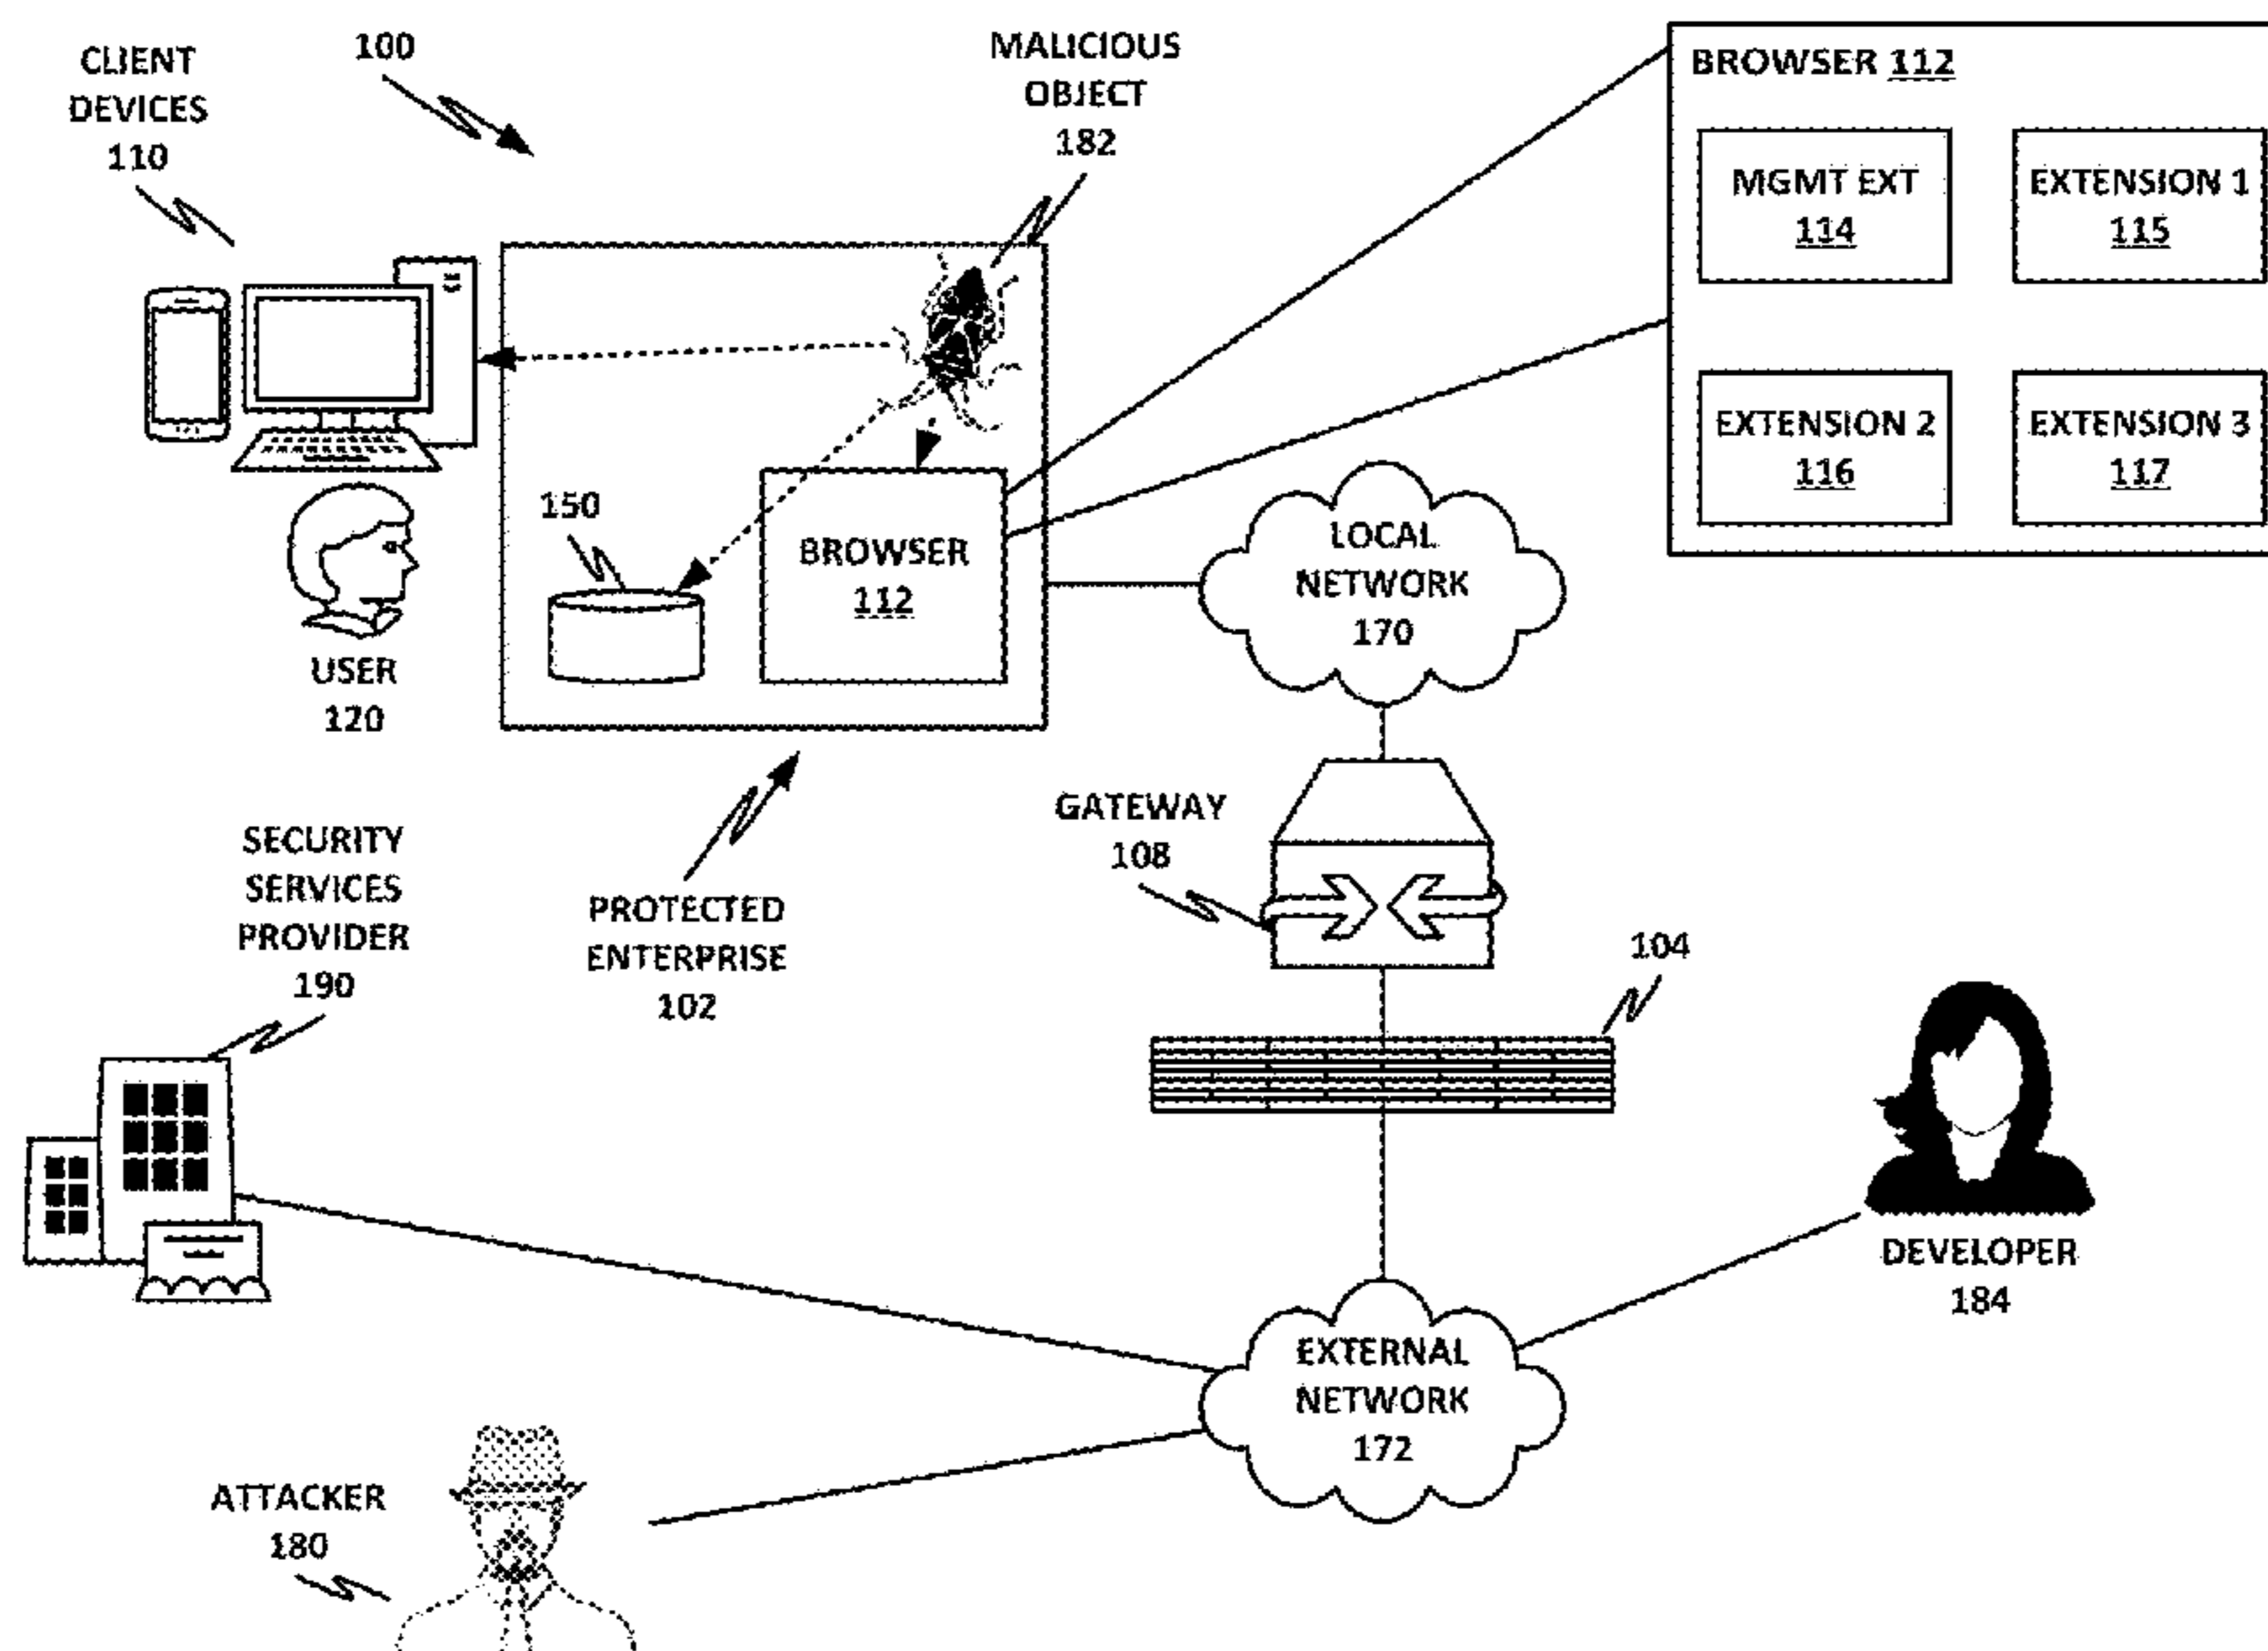 CLIENT
DEVICES
110
100
MALICIOUS
OBJECT
182
BROWSER 112
MGMT EXT
114
EXTENSION 1
115
EXTENSION 2
116
EXTENSION 3
117
150
BROWSER
112
LOCAL
NETWORK
170
USER
120
GATEWAY
108
SECURITY
SERVICES
PROVIDER
190
PROTECTED
ENTERPRISE
102
104
DEVELOPER
184
EXTERNAL
NETWORK
172
ATTACKER
180